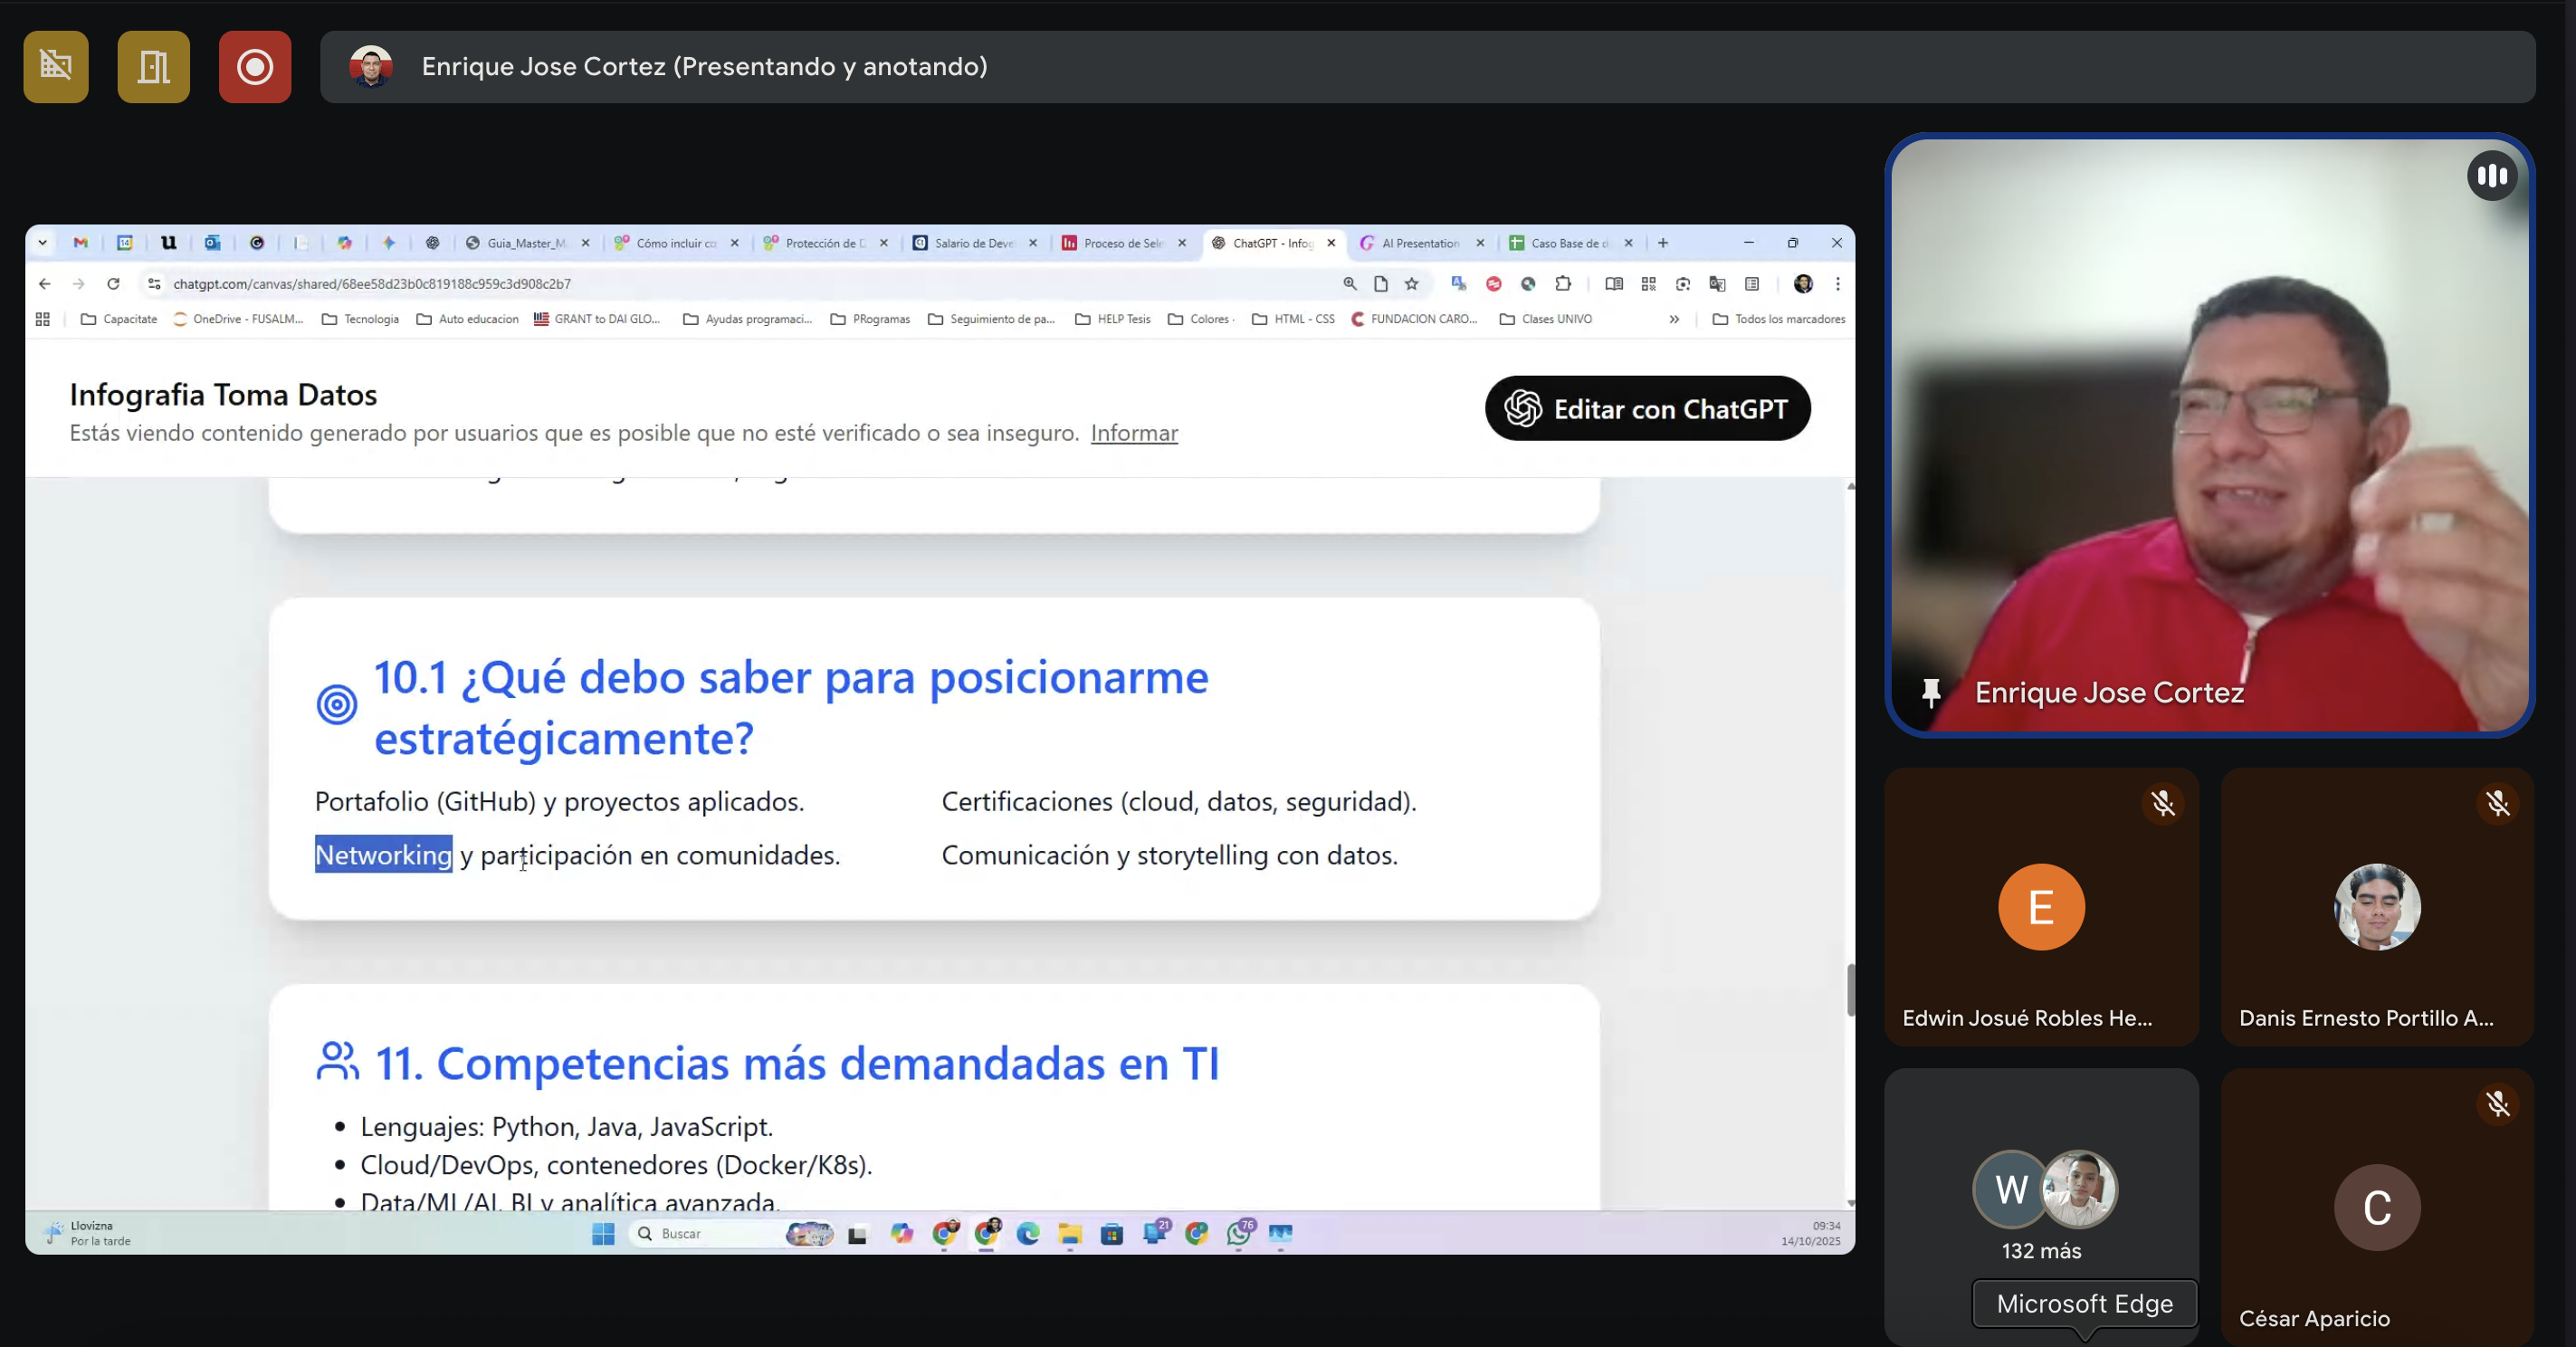 Enrique Jose Cortez (Presentando y anotando)
Guia_Master_M
Cómo incluir co
Protección de D
Salario de Deve
Proceso de Sele
ChatGPT - Infog
AI Presentation
Caso Base de d
chatgpt.com/canvas/shared/68ee58d23b0c819188c959c3d908c2b7
Capacitate
OneDrive - FUSALM...
Tecnologia
Auto educacion
GRANT to DAI GLO...
Ayudas programaci...
PRogramas
Seguimiento de pa...
HELP Tesis
Colores
HTML - CSS
FUNDACION CARO...
Clases UNIVO
Todos los marcadores
Infografia Toma Datos
Estás viendo contenido generado por usuarios que es posible que no esté verificado o sea inseguro. Informar
Editar con ChatGPT
10.1 ¿Qué debo saber para posicionarme
estratégicamente?
Portafolio (GitHub) y proyectos aplicados.
Certificaciones (cloud, datos, seguridad).
Networking y participación en comunidades.
Comunicación y storytelling con datos.
11. Competencias más demandadas en TI
• Lenguajes: Python, Java, JavaScript.
• Cloud/DevOps, contenedores (Docker/K8s).
• Data/ML/AI, BI y analítica avanzada.
Llovizna
Por la tarde
Buscar
21
76
09:34
14/10/2025
Enrique Jose Cortez
E
Edwin Josué Robles He...
Danis Ernesto Portillo A...
W
132 más
C
César Aparicio
Microsoft Edge